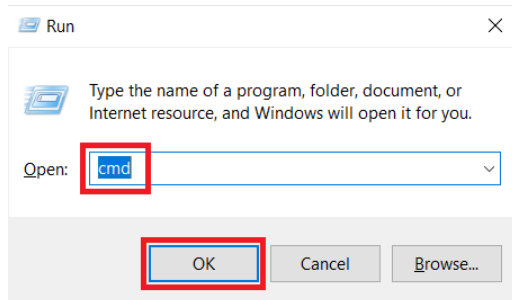 Run
Type the name of a program, folder, document, or
Internet resource, and Windows will open it for you.
Open: cmd
OK Cancel Browse...